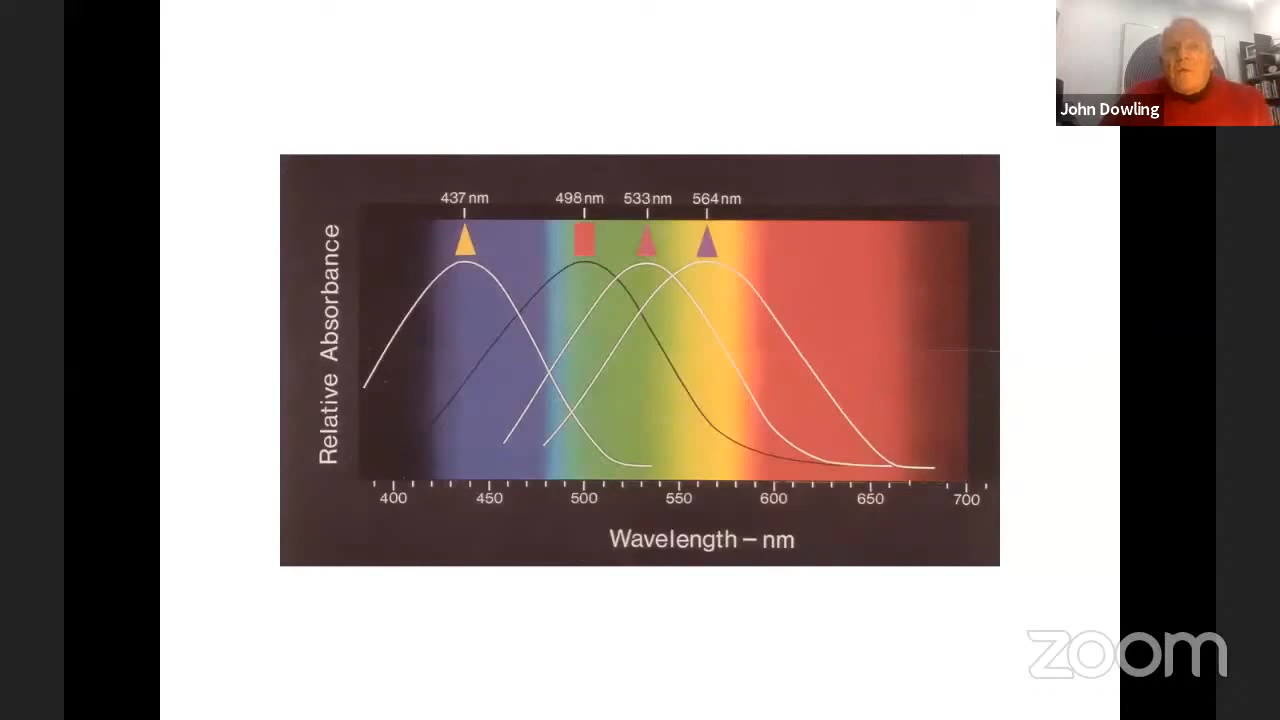 John Dowling
437 nm 498 nm 533 nm 564 nm
Relative Absorbance
400 450 500 550 600 650 700
Wavelength – nm
zoom